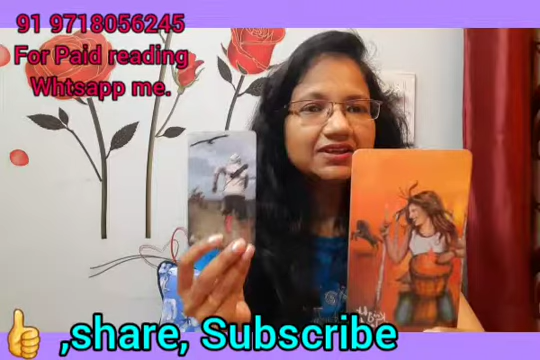 91 9718056245
For Paid reading
Whtsapp me.
👍 ,share, Subscribe